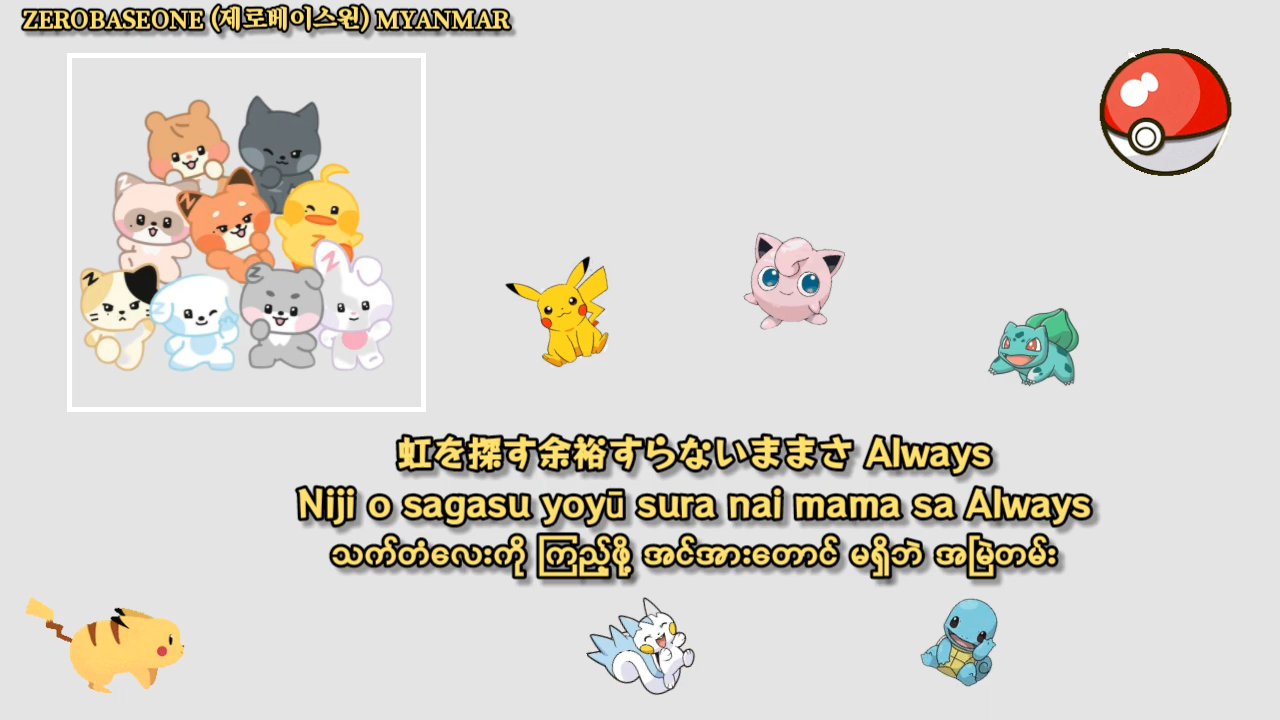 ZEROBASEONE (제로베이스원) MYANMAR
虹を探す余裕すらないままさ Always
Niji o sagasu yoyū sura nai mama sa Always
သက်တံလေးကို ကြည့်ဖို့ အင်အားတောင် မရှိဘဲ အမြဲတမ်း